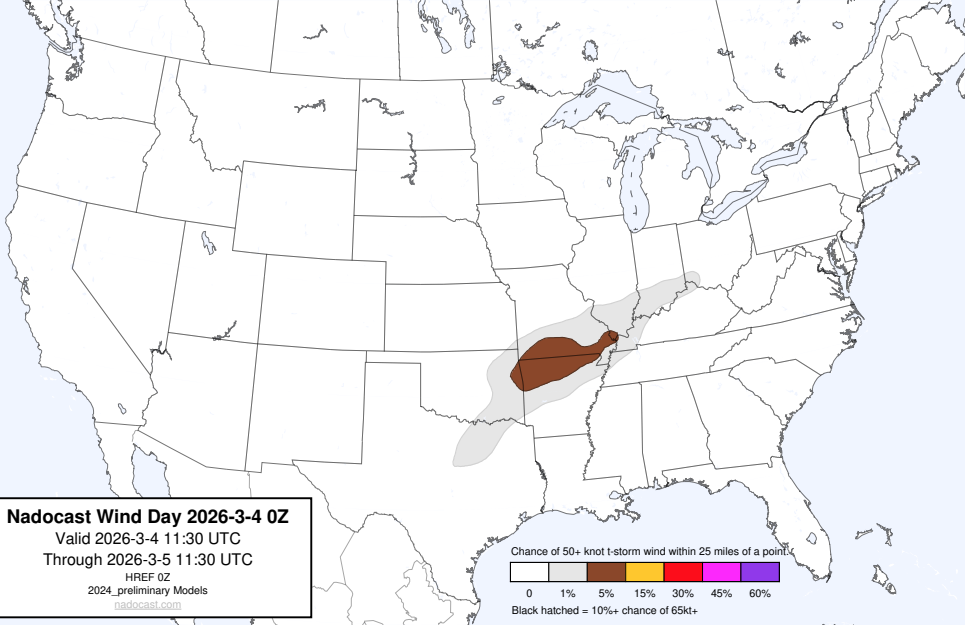 Nadocast Wind Day 2026-3-4 0Z
Valid 2026-3-4 11:30 UTC
Through 2026-3-5 11:30 UTC
HREF 0Z
2024_preliminary Models
nadocast.com
Chance of 50+ knot t-storm wind within 25 miles of a point.
0 1% 5% 15% 30% 45% 60%
Black hatched = 10%+ chance of 65kt+